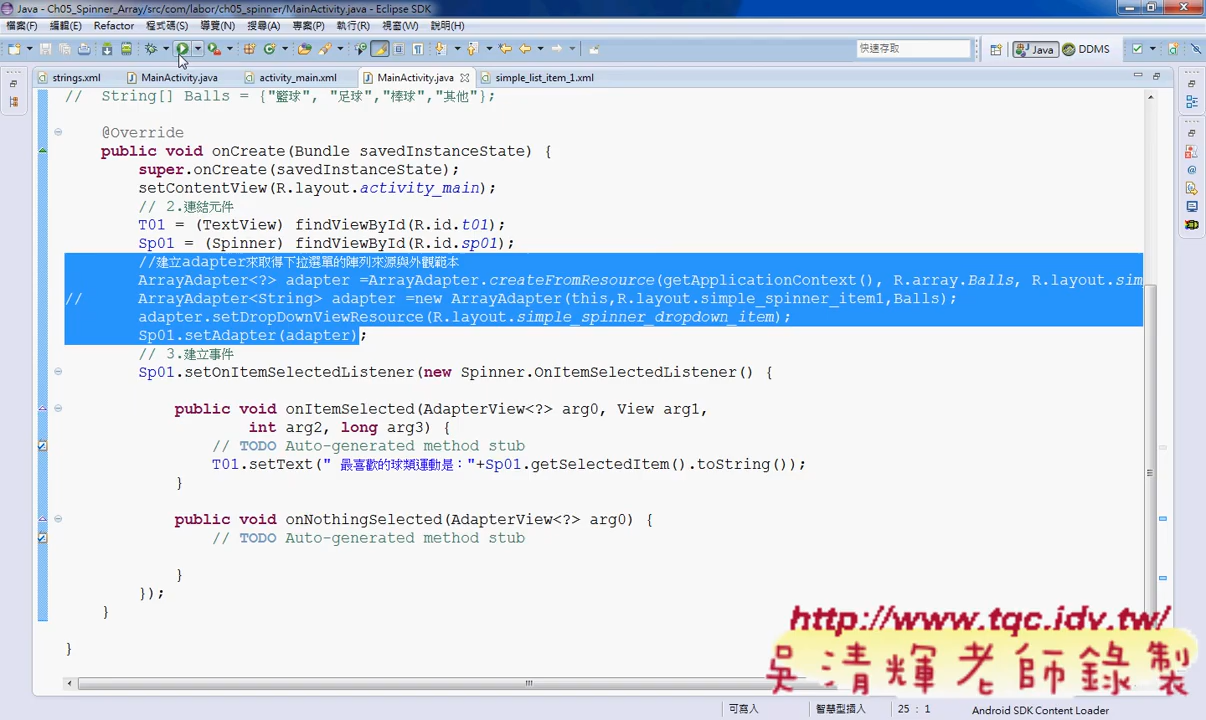 Java - Ch05_Spinner_Array/src/com/labor/ch05_spinner/MainActivity.java - Eclipse SDK
檔案(F) 編輯(E) Refactor 程式碼(S) 導覽(N) 搜尋(A) 專案(P) 執行(R) 視窗(W) 說明(H)
快速存取 Java DDMS
strings.xml MainActivity.java activity_main.xml MainActivity.java simple_list_item_1.xml
// String[] Balls = {"籃球", "足球","棒球","其他"};
@Override
public void onCreate(Bundle savedInstanceState) {
super.onCreate(savedInstanceState);
setContentView(R.layout.activity_main);
// 2.連結元件
T01 = (TextView) findViewById(R.id.t01);
Sp01 = (Spinner) findViewById(R.id.sp01);
//建立adapter來取得下拉選單的陣列來源與外觀範本
ArrayAdapter<?> adapter =ArrayAdapter.createFromResource(getApplicationContext(), R.array.Balls, R.layout.sim
// ArrayAdapter<String> adapter =new ArrayAdapter(this,R.layout.simple_spinner_item1,Balls);
adapter.setDropDownViewResource(R.layout.simple_spinner_dropdown_item);
Sp01.setAdapter(adapter);
// 3.建立事件
Sp01.setOnItemSelectedListener(new Spinner.OnItemSelectedListener() {
public void onItemSelected(AdapterView<?> arg0, View arg1,
int arg2, long arg3) {
// TODO Auto-generated method stub
T01.setText(" 最喜歡的球類運動是："+Sp01.getSelectedItem().toString());
}
public void onNothingSelected(AdapterView<?> arg0) {
// TODO Auto-generated method stub
}
});
}
}
http://www.tqc.idv.tw/
吳清輝老師錄製
可寫入 智慧型插入 25 : 1 Android SDK Content Loader